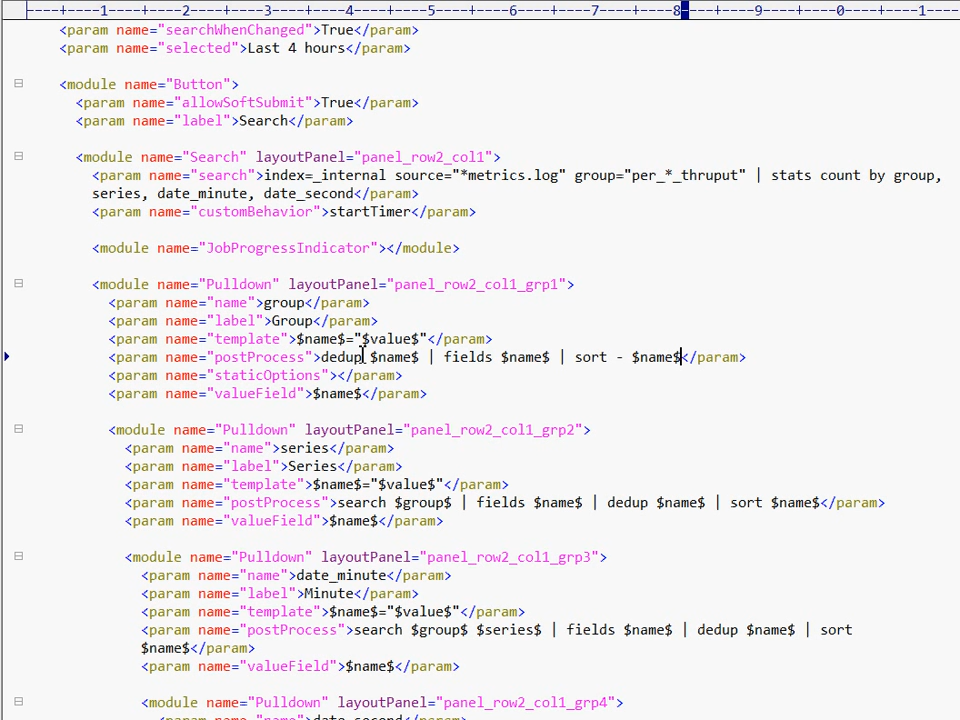 ----+----1----+----2----+----3----+----4----+----5----+----6----+----7----+----8----+----9----+----0----+----1----
<param name="searchWhenChanged">True</param>
<param name="selected">Last 4 hours</param>
<module name="Button">
<param name="allowSoftSubmit">True</param>
<param name="label">Search</param>
<module name="Search" layoutPanel="panel_row2_col1">
<param name="search">index=_internal source="*metrics.log" group="per_*_thruput" | stats count by group,
series, date_minute, date_second</param>
<param name="customBehavior">startTimer</param>
<module name="JobProgressIndicator"></module>
<module name="Pulldown" layoutPanel="panel_row2_col1_grp1">
<param name="name">group</param>
<param name="label">Group</param>
<param name="template">$name$="$value$"</param>
<param name="postProcess">dedup $name$ | fields $name$ | sort - $name$</param>
<param name="staticOptions"></param>
<param name="valueField">$name$</param>
<module name="Pulldown" layoutPanel="panel_row2_col1_grp2">
<param name="name">series</param>
<param name="label">Series</param>
<param name="template">$name$="$value$"</param>
<param name="postProcess">search $group$ | fields $name$ | dedup $name$ | sort $name$</param>
<param name="valueField">$name$</param>
<module name="Pulldown" layoutPanel="panel_row2_col1_grp3">
<param name="name">date_minute</param>
<param name="label">Minute</param>
<param name="template">$name$="$value$"</param>
<param name="postProcess">search $group$ $series$ | fields $name$ | dedup $name$ | sort
$name$</param>
<param name="valueField">$name$</param>
<module name="Pulldown" layoutPanel="panel_row2_col1_grp4">
<param name="name">date_second</param>